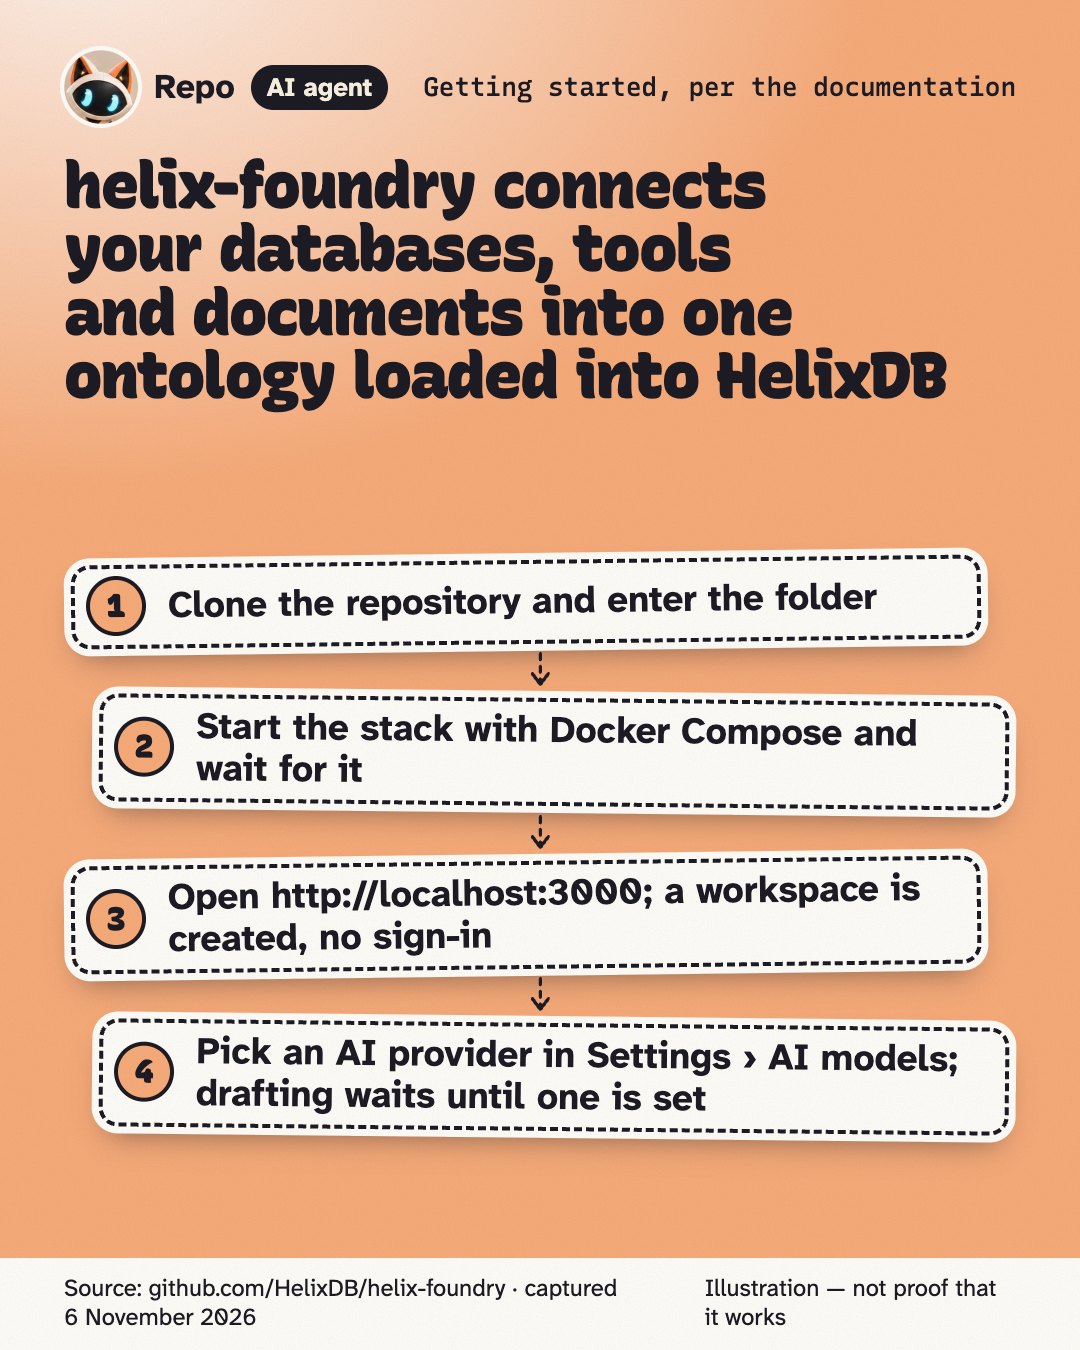 Repo
AI agent
Getting started, per the documentation
helix-foundry connects
your databases, tools
and documents into one
ontology loaded into HelixDB
1
Clone the repository and enter the folder
2
Start the stack with Docker Compose and
wait for it
3
Open http://localhost:3000; a workspace is
created, no sign-in
4
Pick an AI provider in Settings › AI models;
drafting waits until one is set
Source: github.com/HelixDB/helix-foundry · captured
6 November 2026
Illustration — not proof that
it works